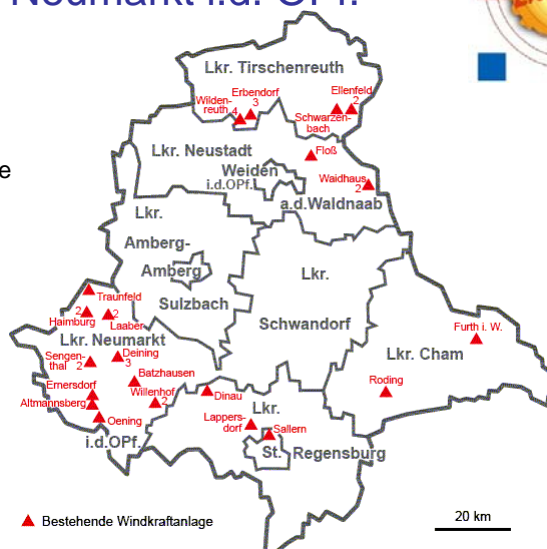 Neumarkt i.d. OPf.
Lkr. Tirschenreuth
Erbendorf
3
Wilden-
reuth 4
Ellenfeld
2
Schwarzen-
bach
Lkr. Neustadt
Floß
Weiden
i.d.OPf.
Waidhaus
2
a.d.Waldnaab
e
Lkr.
Amberg-
Amberg
Sulzbach
Lkr.
Schwandorf
Traunfeld
2
Haimburg
2
Laaber
Lkr. Neumarkt
Sengen-
thal 2
Deining
3
Batzhausen
Ernersdorf
Altmannsberg
Willenhof
2
Oening
i.d.OPf.
Dinau
Furth i. W.
Lkr. Cham
Roding
Lkr.
Lappers-
dorf
Sallern
St. Regensburg
Bestehende Windkraftanlage
20 km